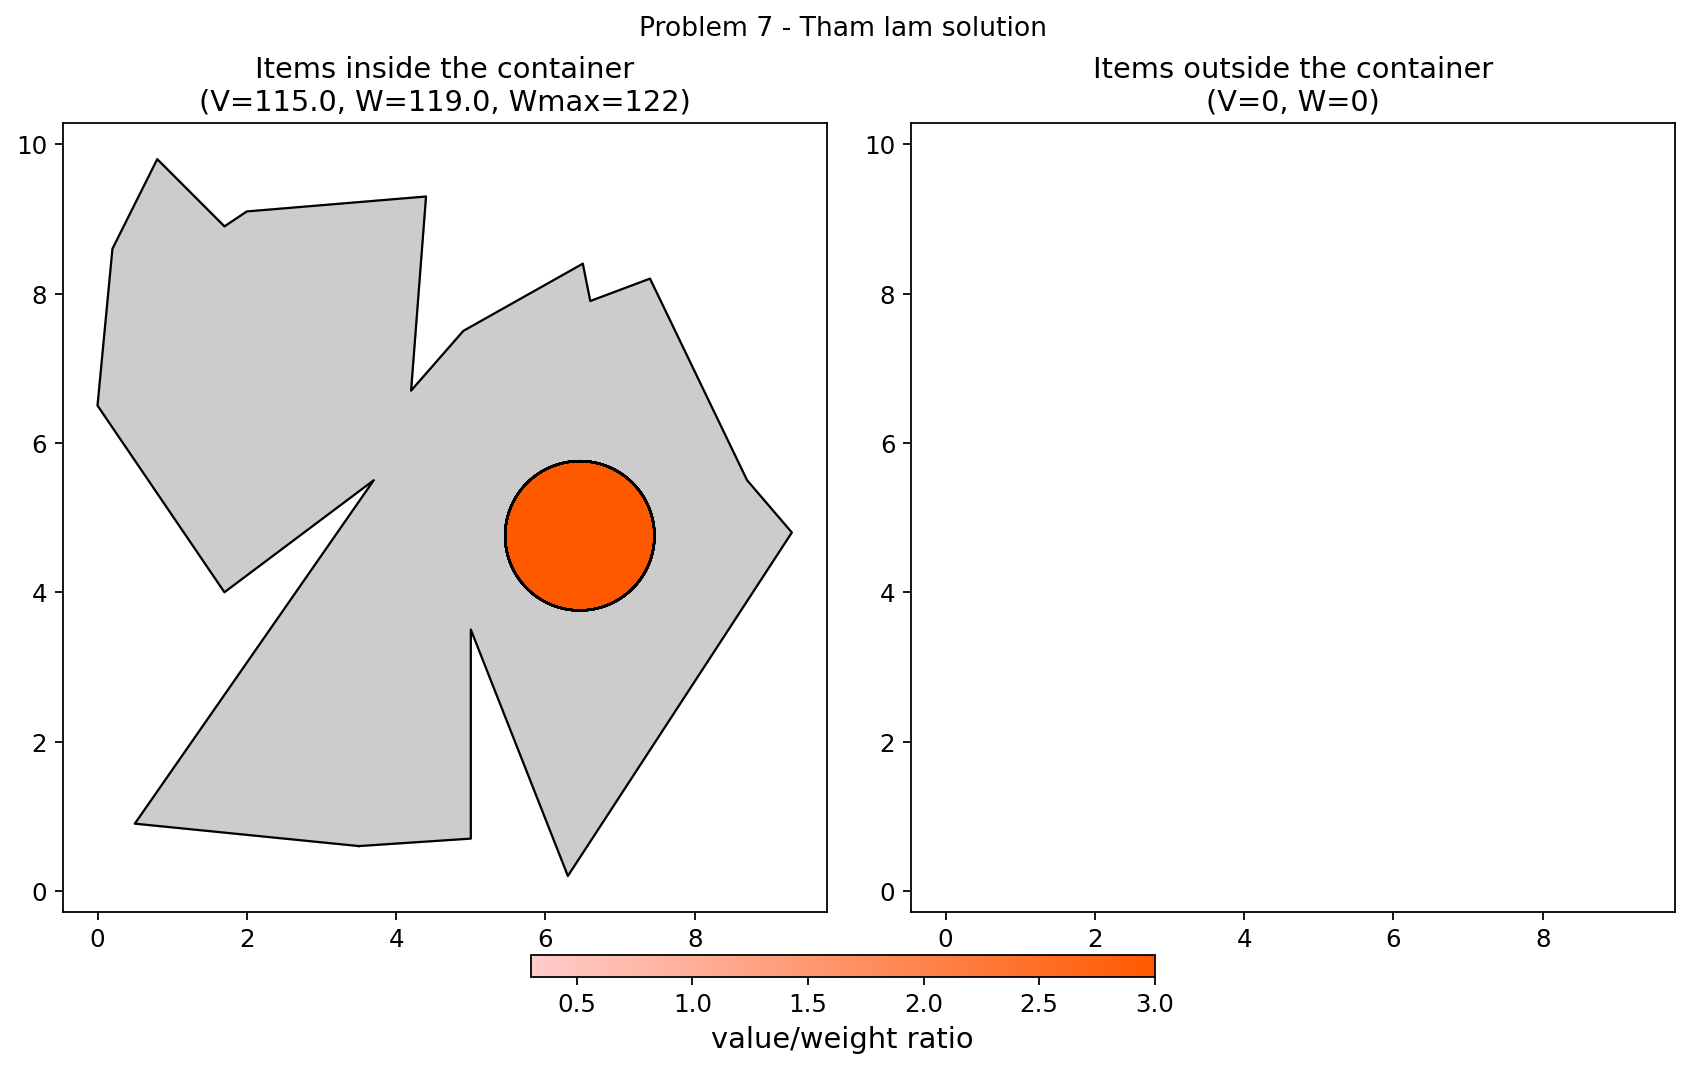 Problem 7 - Tham lam solution
Items inside the container
(V=115.0, W=119.0, Wmax=122)
Items outside the container
(V=0, W=0)
10
8
6
4
2
0
0 2 4 6 8
10
8
6
4
2
0
0 2 4 6 8
0.5 1.0 1.5 2.0 2.5 3.0
value/weight ratio